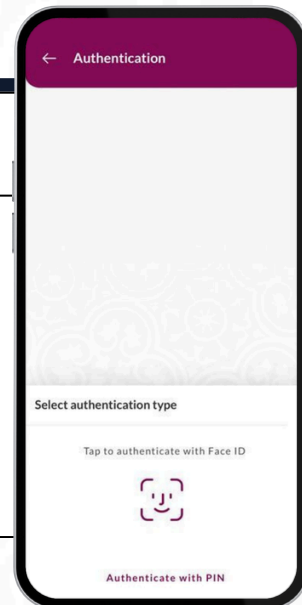 Authentication
Select authentication type
Tap to authenticate with Face ID
Authenticate with PIN